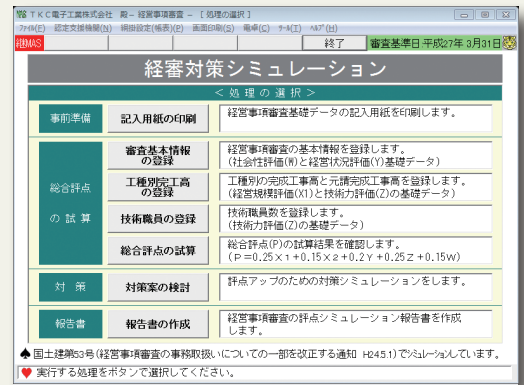 TKC電子工業株式会社 殿－経営事項審査－ [ 処理の選択 ]
ファイル(F) 認定支援機関(N) 網掛設定(帳表)(P) 画面印刷(S) 電卓(C) ツール(T) ヘルプ(H)
継MAS 終了 審査基準日 平成27年 3月31日
経審対策シミュレーション
＜処理の選択＞
事前準備 記入用紙の印刷 経営事項審査基礎データの記入用紙を印刷します。
総合評点の試算
審査基本情報の登録 経営事項審査の基本情報を登録します。
(社会性評価(W)と経営状況評価(Y)基礎データ)
工種別完工高の登録 工種別の完成工事高と元請完成工事高を登録します。
(経営規模評価(X1)と技術力評価(Z)の基礎データ)
技術職員の登録 技術職員数を登録します。
(技術力評価(Z)の基礎データ)
総合評点の試算 総合評点(P)の試算結果を確認します。
(P=0.25X1+0.15X2+0.2Y+0.25Z+0.15W)
対 策 対策案の検討 評点アップのための対策シミュレーションをします。
報告書 報告書の作成 経営事項審査の評点シミュレーション報告書を作成
します。
♠国土建第53号(経営事項審査の事務取扱いについての一部を改正する通知 H24.5.1)でシミュレーションしています。
♥ 実行する処理をボタンで選択してください。